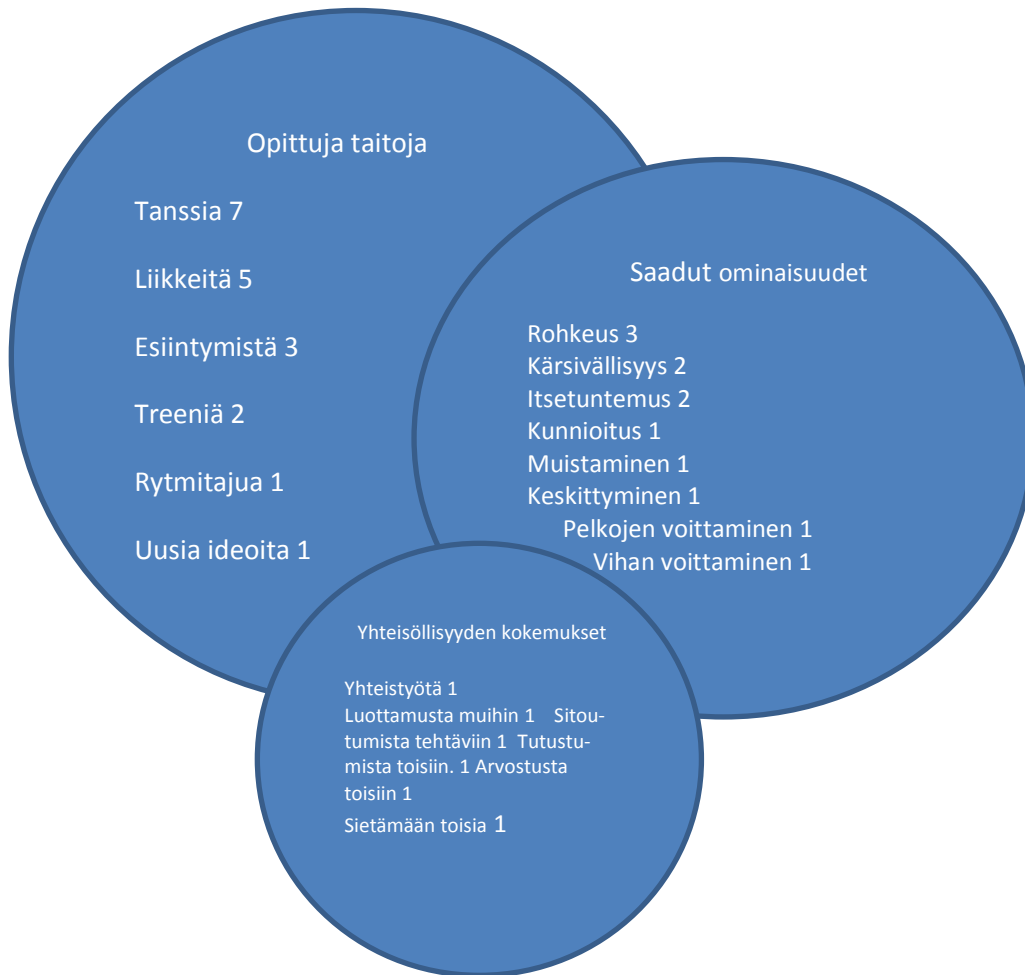 Opittuja taitoja
Tanssia 7
Liikkeitä 5
Esiintymistä 3
Treeniä 2
Rytmitajua 1
Uusia ideoita 1
Saadut ominaisuudet
Rohkeus 3
Kärsivällisyys 2
Itsetuntemus 2
Kunnioitus 1
Muistaminen 1
Keskittyminen 1
Pelkojen voittaminen 1
Vihan voittaminen 1
Yhteisöllisyyden kokemukset
Yhteistyötä 1
Luottamusta muihin 1 Sitou-
tumista tehtäviin 1 Tutustu-
mista toisiin. 1 Arvostusta
toisiin 1
Sietämään toisia 1